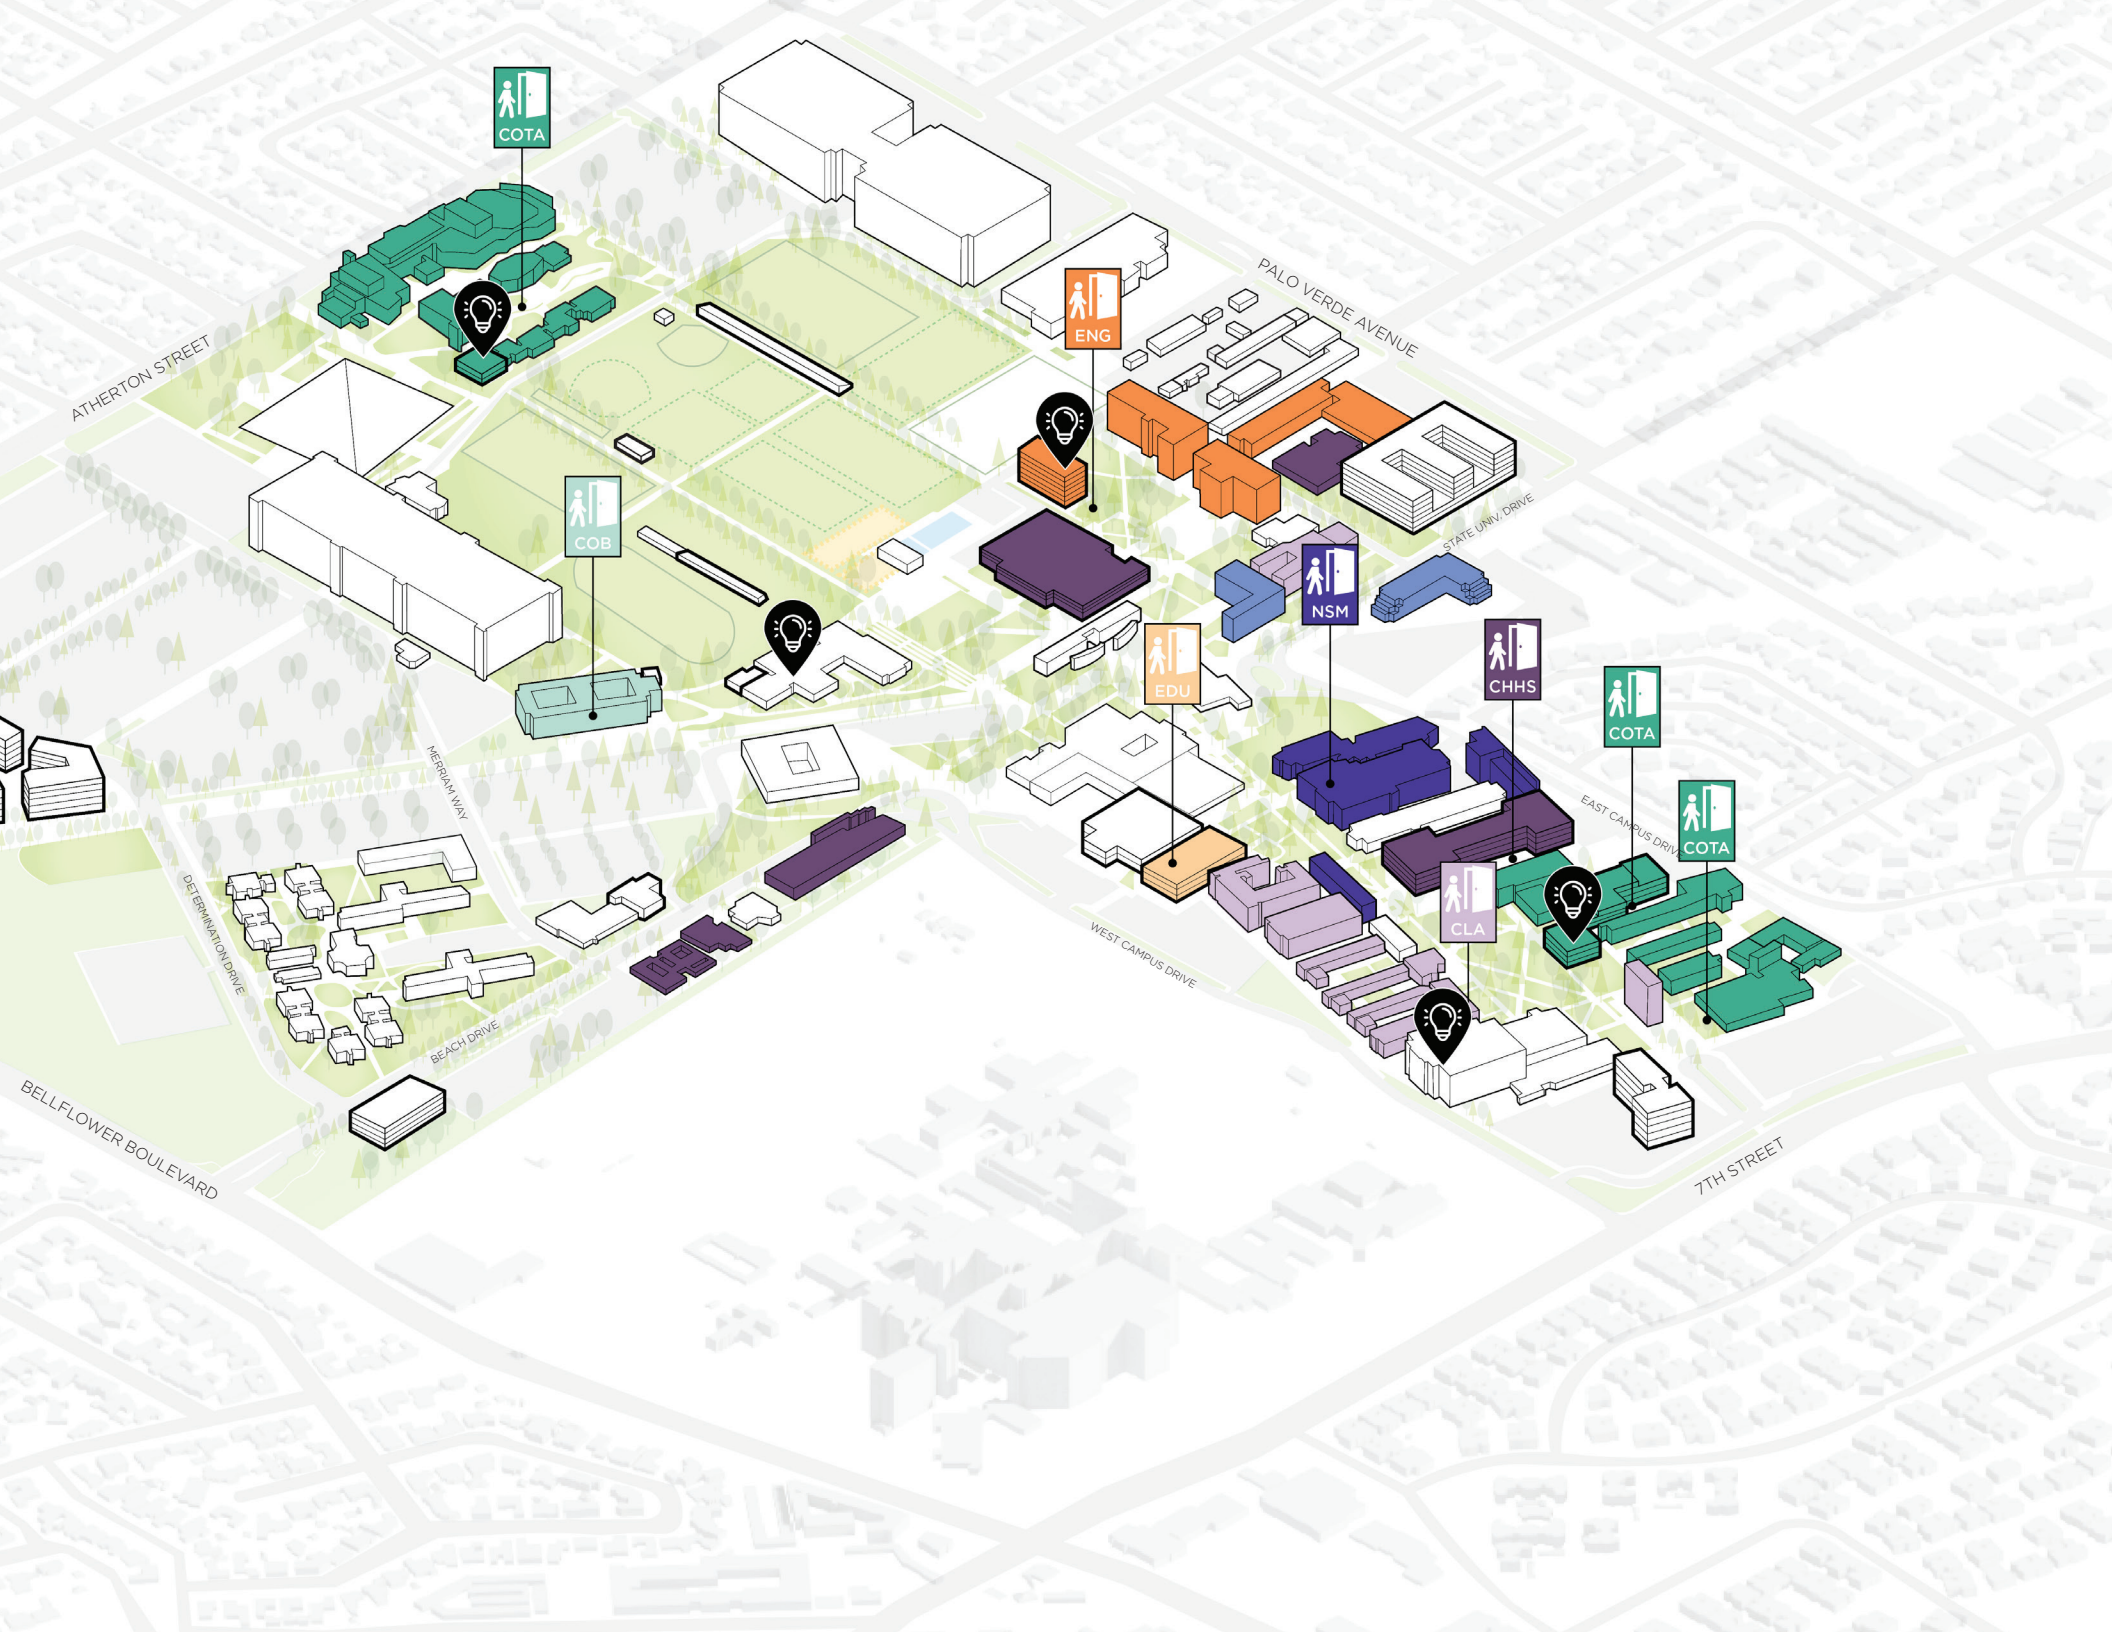 COTA
PALO VERDE AVENUE
ENG
ATHERTON STREET
COB
STATE UNIV. DRIVE
NSM
EDU
CHHS
COTA
MERRIAM WAY
EAST CAMPUS DRIVE
COTA
DETERMINATION DRIVE
CLA
WEST CAMPUS DRIVE
BEACH DRIVE
BELLFLOWER BOULEVARD
7TH STREET